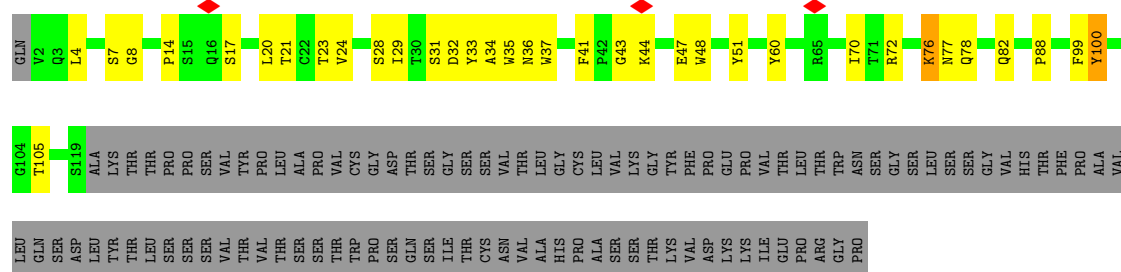 GLN V2 Q3 L4 S7 G8 P14 S15 Q16 S17 L20 T21 C22 T23 V24 S28 I29 T30 S31 D32 Y33 A34 W35 N36 W37 F41 P42 G43 K44 E47 W48 Y51 Y60 R65 I70 T71 R72 K76 N77 Q78 Q82 P88 F99 Y100
G104 T105 S119 ALA LYS THR THR PRO PRO SER VAL TYR PRO LEU ALA PRO VAL CYS GLY ASP THR SER GLY SER SER VAL THR LEU GLY CYS LEU VAL LYS GLY TYR PHE PRO GLU PRO VAL THR LEU THR TRP ASN SER GLY SER LEU SER SER GLY VAL HIS THR PHE PRO ALA VAL
LEU GLN SER ASP LEU TYR THR LEU SER SER SER VAL THR VAL THR SER SER THR TRP PRO SER GLN SER ILE THR CYS ASN VAL ALA HIS PRO ALA SER SER THR LYS VAL ASP LYS LYS ILE GLU PRO ARG GLY PRO